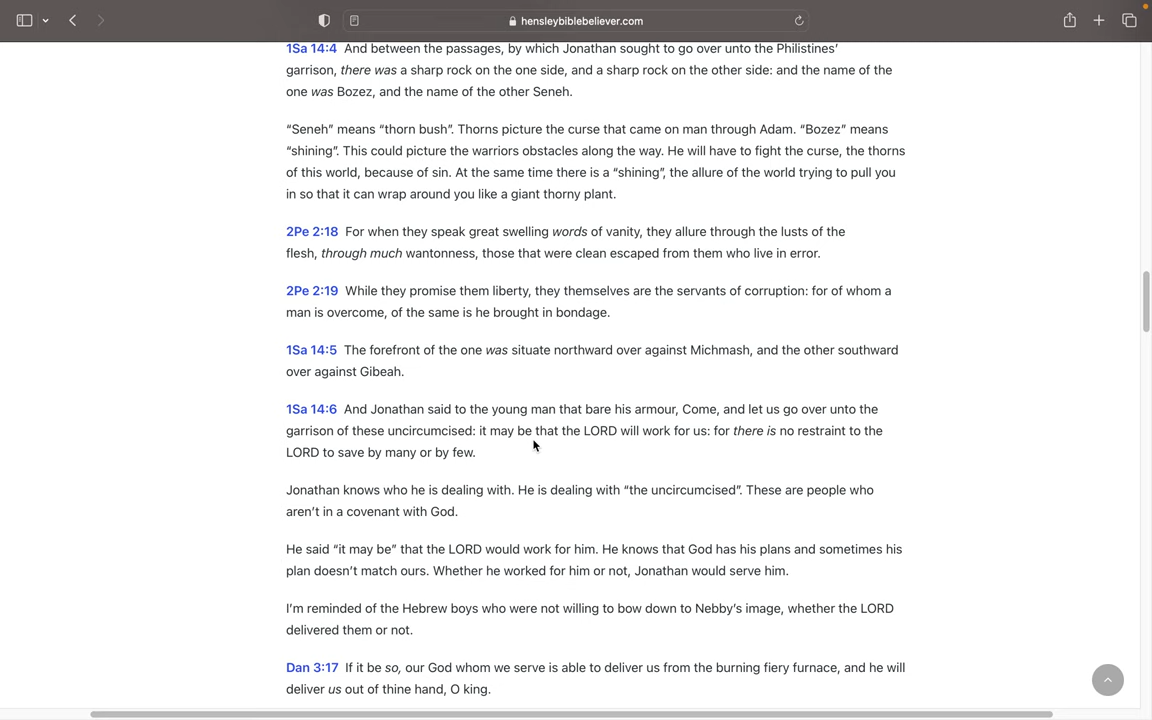 hensleybiblebeliever.com
1Sa 14:4 And between the passages, by which Jonathan sought to go over unto the Philistines’
garrison, there was a sharp rock on the one side, and a sharp rock on the other side: and the name of the
one was Bozez, and the name of the other Seneh.
“Seneh” means “thorn bush”. Thorns picture the curse that came on man through Adam. “Bozez” means
“shining”. This could picture the warriors obstacles along the way. He will have to fight the curse, the thorns
of this world, because of sin. At the same time there is a “shining”, the allure of the world trying to pull you
in so that it can wrap around you like a giant thorny plant.
2Pe 2:18 For when they speak great swelling words of vanity, they allure through the lusts of the
flesh, through much wantonness, those that were clean escaped from them who live in error.
2Pe 2:19 While they promise them liberty, they themselves are the servants of corruption: for of whom a
man is overcome, of the same is he brought in bondage.
1Sa 14:5 The forefront of the one was situate northward over against Michmash, and the other southward
over against Gibeah.
1Sa 14:6 And Jonathan said to the young man that bare his armour, Come, and let us go over unto the
garrison of these uncircumcised: it may be that the LORD will work for us: for there is no restraint to the
LORD to save by many or by few.
Jonathan knows who he is dealing with. He is dealing with “the uncircumcised”. These are people who
aren’t in a covenant with God.
He said “it may be” that the LORD would work for him. He knows that God has his plans and sometimes his
plan doesn’t match ours. Whether he worked for him or not, Jonathan would serve him.
I’m reminded of the Hebrew boys who were not willing to bow down to Nebby’s image, whether the LORD
delivered them or not.
Dan 3:17 If it be so, our God whom we serve is able to deliver us from the burning fiery furnace, and he will
deliver us out of thine hand, O king.